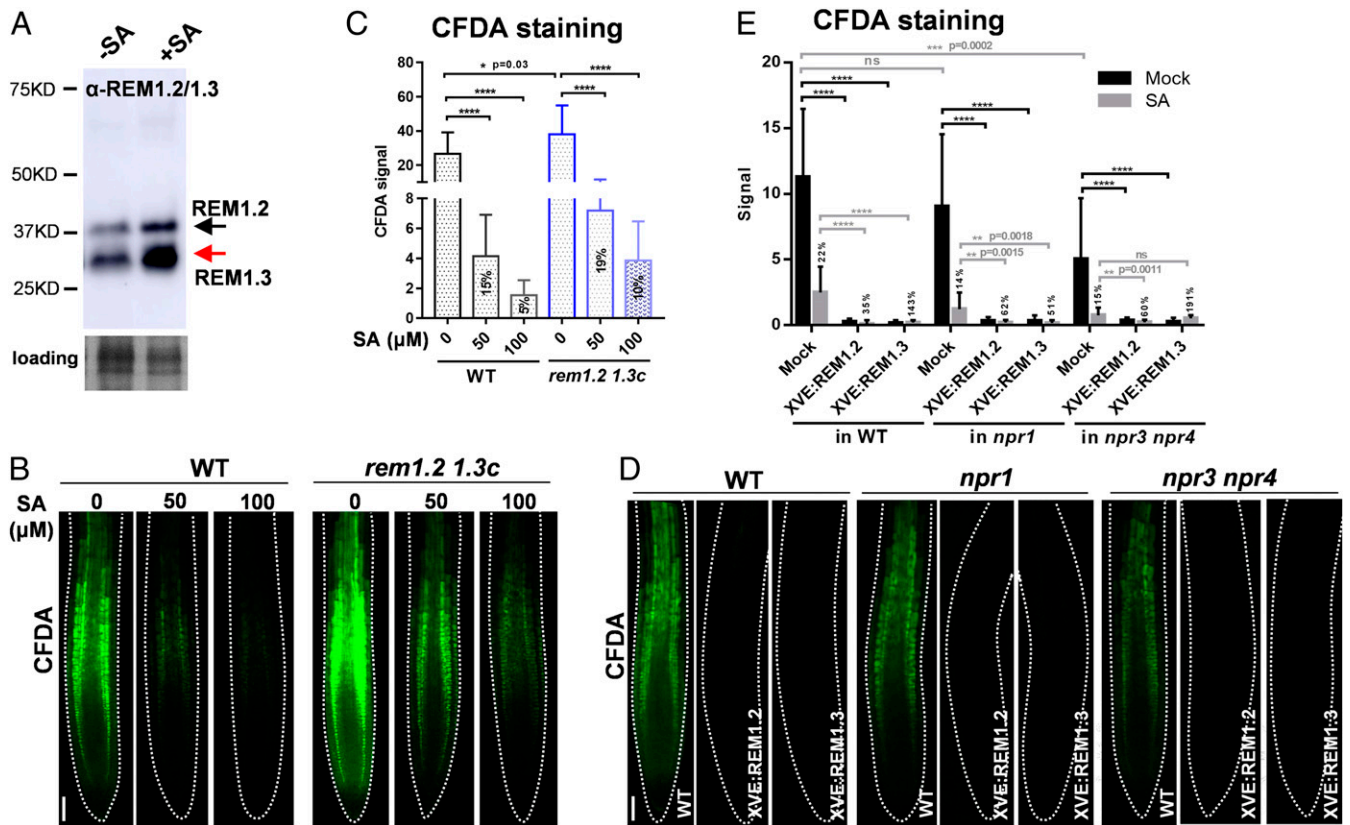 A
-SA +SA
α-REM1.2/1.3
75KD
50KD
37KD
25KD
REM1.2
REM1.3
loading
C
CFDA staining
* p=0.03
****
****
****
****
CFDA signal
80
60
40
20
8
6
4
2
0
15%
5%
19%
10%
SA (μM) 0 50 100 0 50 100
WT rem1.2 1.3c
E
CFDA staining
*** p=0.0002
ns
Mock
SA
****
****
****
****
****
****
****
****
** p=0.0018
** p=0.0015
ns
** p=0.0011
Signal
20
15
10
5
0
22% 35% 143% 14% 62% 51% 15% 60% 191%
Mock XVE:REM1.2 XVE:REM1.3 Mock XVE:REM1.2 XVE:REM1.3 Mock XVE:REM1.2 XVE:REM1.3
in WT in npr1 in npr3 npr4
B
WT rem1.2 1.3c
SA 0 50 100 0 50 100
(μM)
CFDA
D
WT npr1 npr3 npr4
CFDA
WT XVE:REM1.2 XVE:REM1.3 WT XVE:REM1.2 XVE:REM1.3 WT XVE:REM1.2 XVE:REM1.3